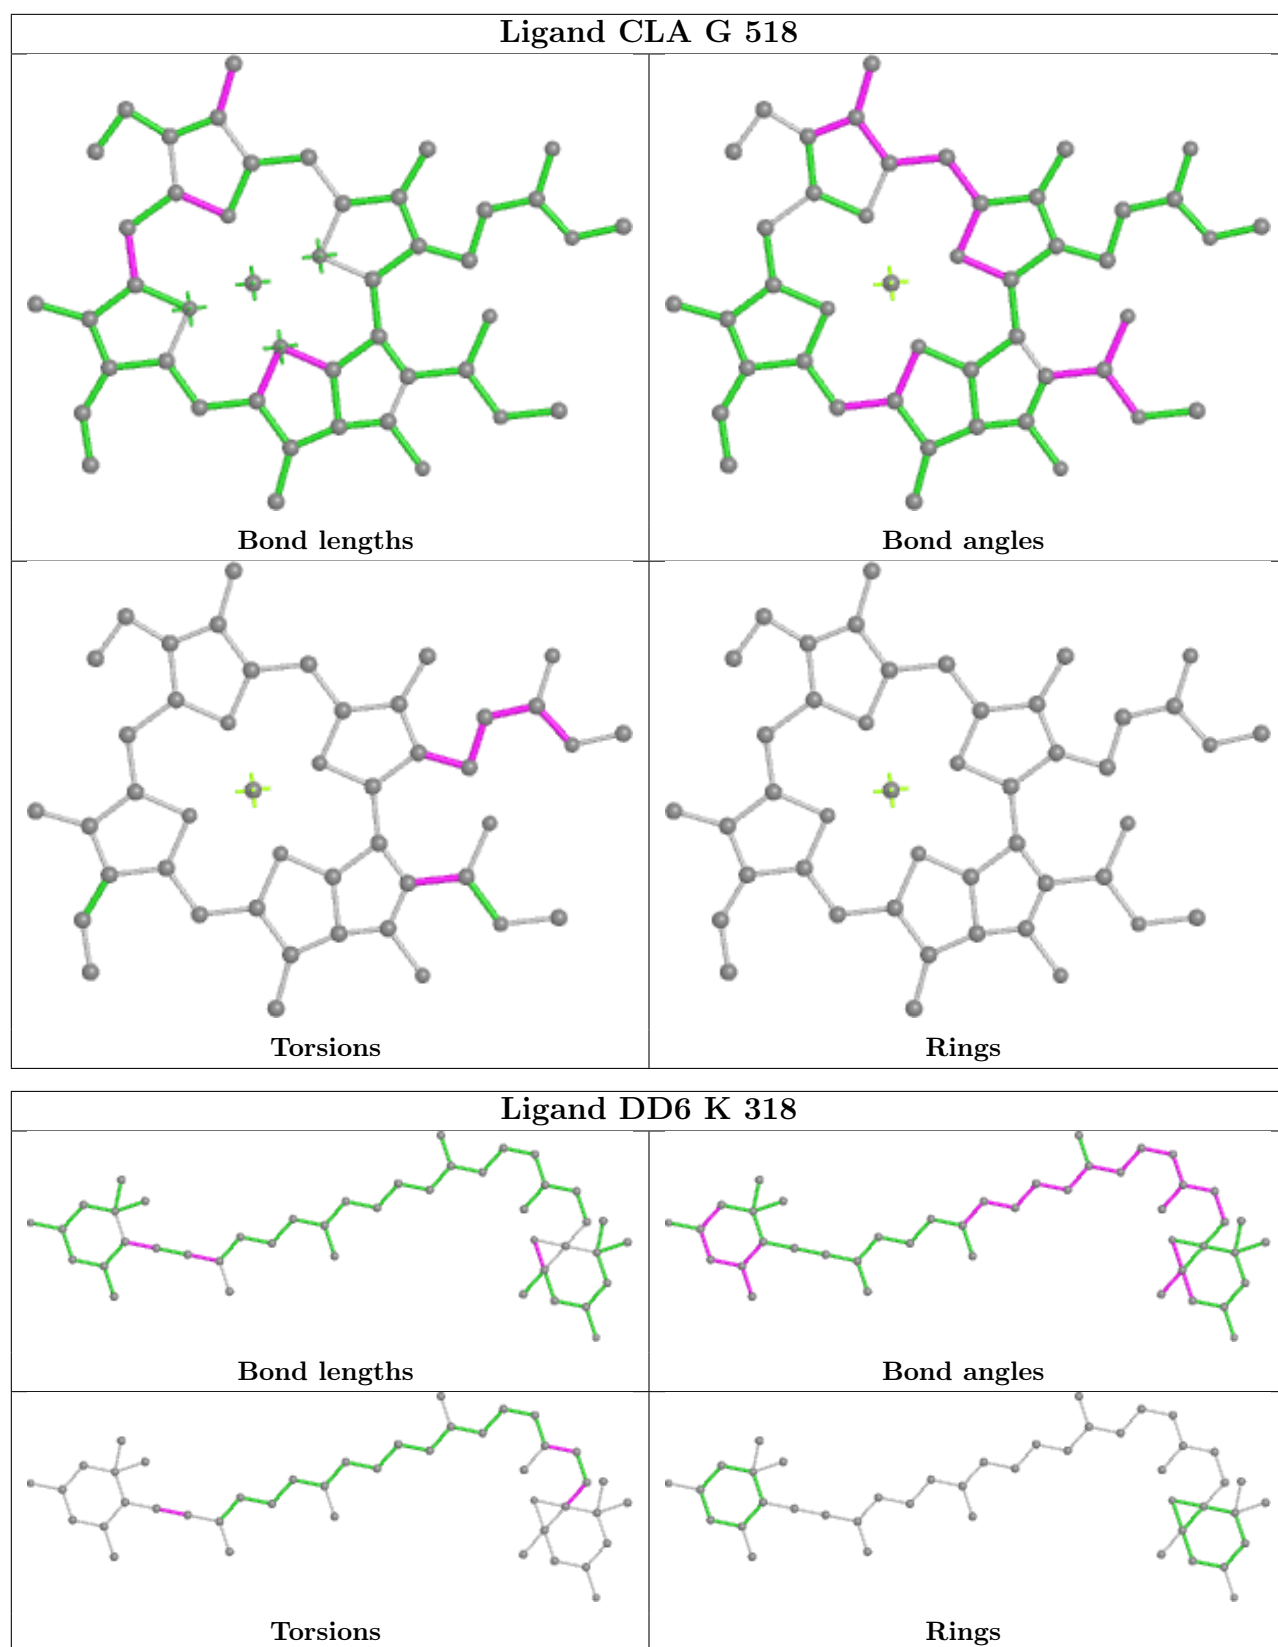 Ligand CLA G 518
Bond lengths
Bond angles
Torsions
Rings
Ligand DD6 K 318
Bond lengths
Bond angles
Torsions
Rings